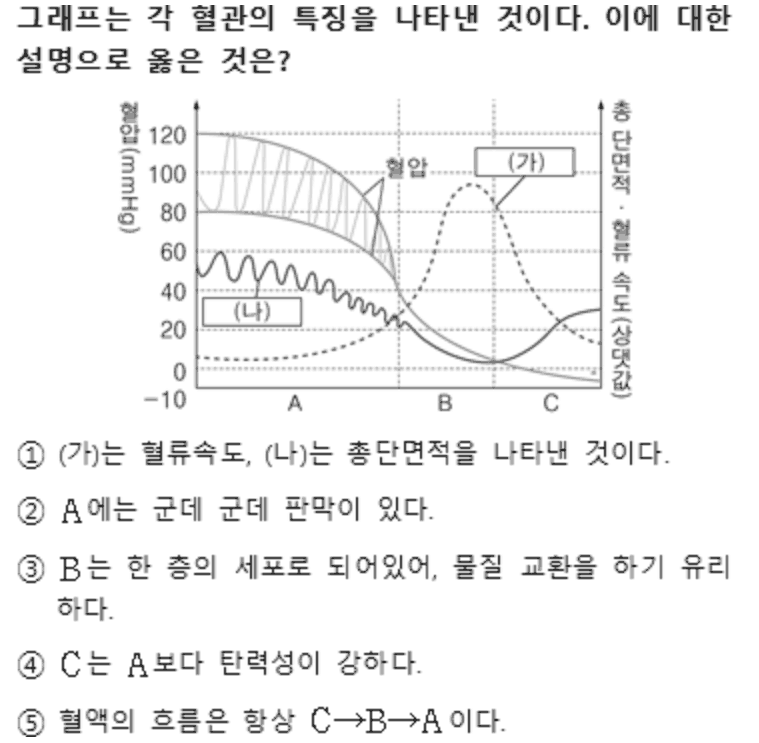 그래프는 각 혈관의 특징을 나타낸 것이다. 이에 대한
설명으로 옳은 것은?
혈압(mmHg)
120
100
80
60
40
20
0
-10
혈압
(가)
(나)
A
B
C
총 단면적 · 혈류 속도(상댓값)
① (가)는 혈류속도, (나)는 총단면적을 나타낸 것이다.
② A에는 군데 군데 판막이 있다.
③ B는 한 층의 세포로 되어있어, 물질 교환을 하기 유리
하다.
④ C는 A보다 탄력성이 강하다.
⑤ 혈액의 흐름은 항상 C→B→A이다.